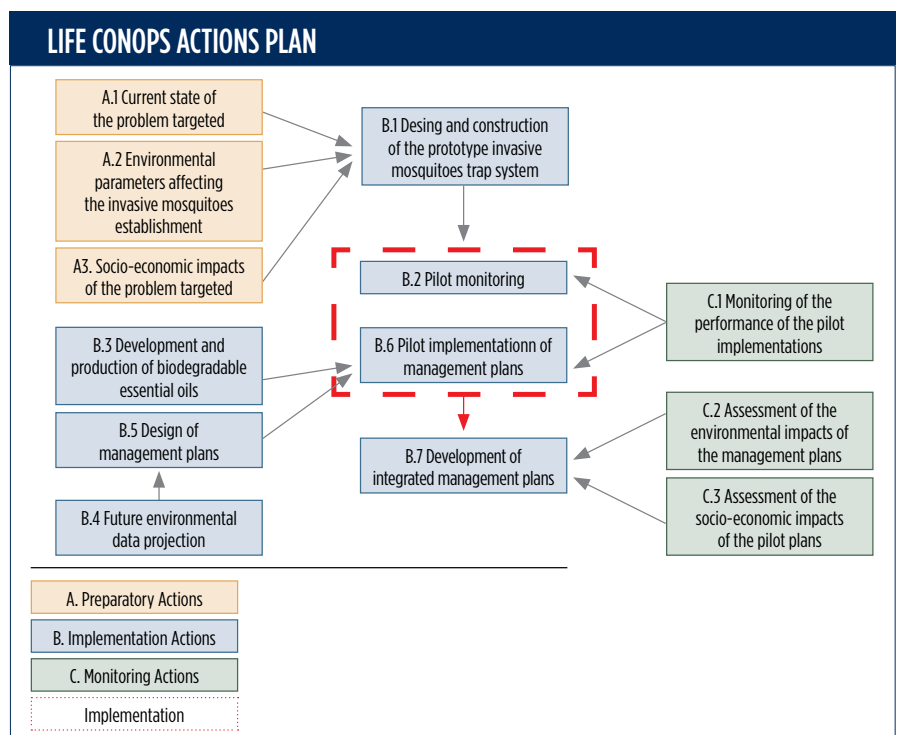 LIFE CONOPS ACTIONS PLAN
A.1 Current state of
the problem targeted
A.2 Environmental
parameters affecting
the invasive mosquitoes
establishment
A3. Socio-economic impacts
of the problem targeted
B.1 Desing and construction
of the prototype invasive
mosquitoes trap system
B.2 Pilot monitoring
B.3 Development and
production of biodegradable
essential oils
B.6 Pilot implementationn of
management plans
C.1 Monitoring of the
performance of the pilot
implementations
B.5 Design of
management plans
B.7 Development of
integrated management plans
C.2 Assessment of the
environmental impacts of
the management plans
B.4 Future environmental
data projection
C.3 Assessment of the
socio-economic impacts
of the pilot plans
A. Preparatory Actions
B. Implementation Actions
C. Monitoring Actions
Implementation